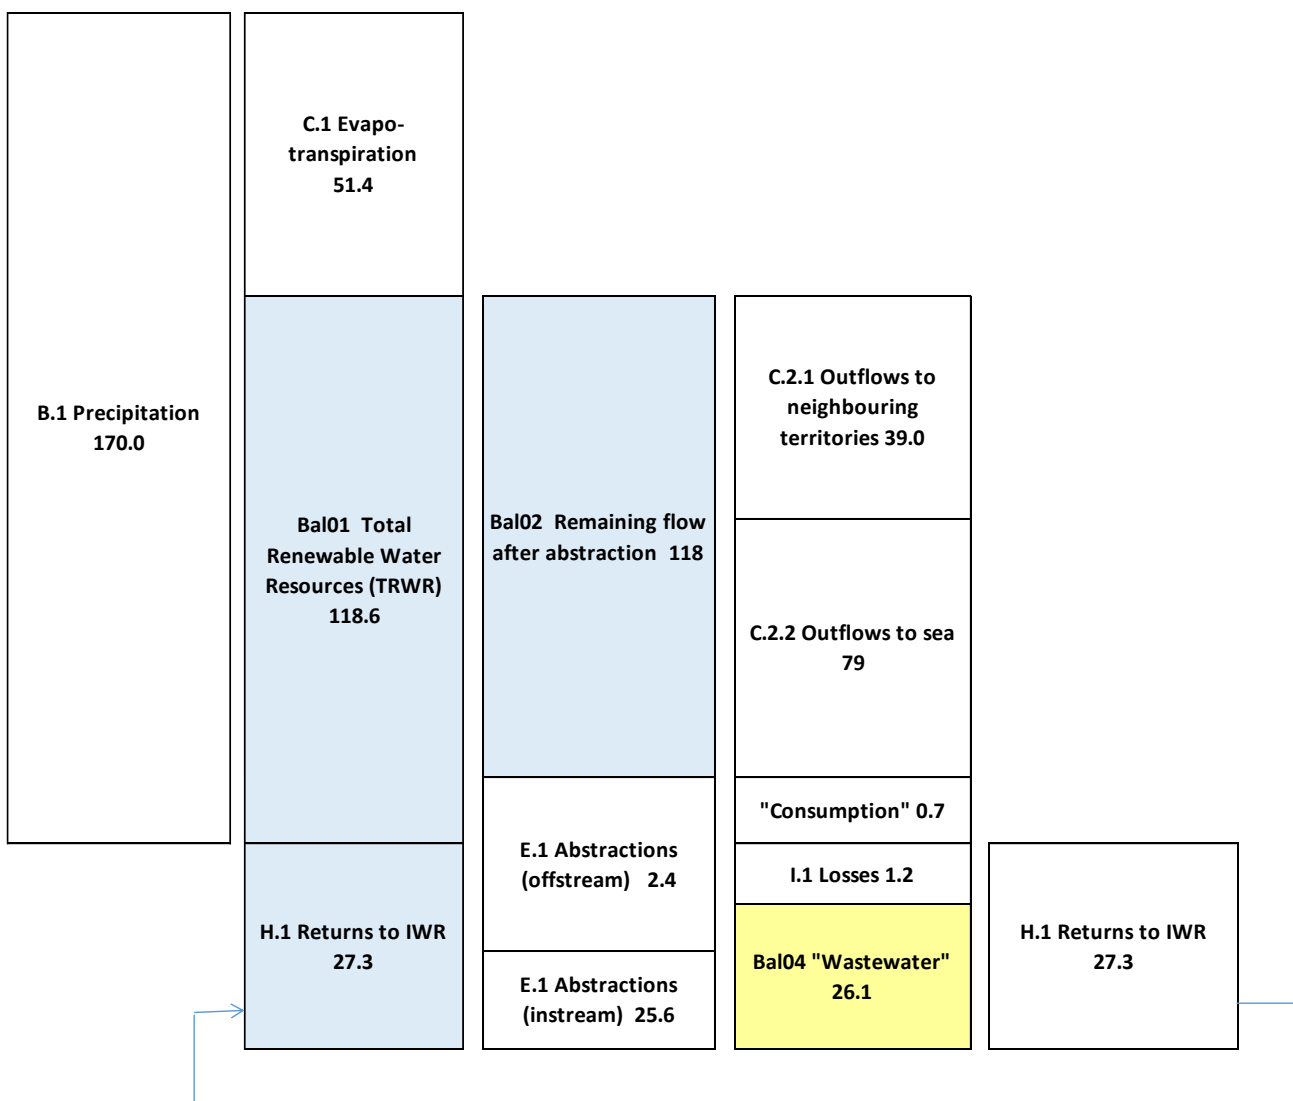 B.1 Precipitation
170.0
C.1 Evapo-
transpiration
51.4
Bal01  Total
Renewable Water
Resources (TRWR)
118.6
H.1 Returns to IWR
27.3
Bal02  Remaining flow
after abstraction  118
E.1 Abstractions
(offstream)   2.4
E.1 Abstractions
(instream)  25.6
C.2.1 Outflows to
neighbouring
territories 39.0
C.2.2 Outflows to sea
79
"Consumption" 0.7
I.1 Losses 1.2
Bal04 "Wastewater"
26.1
H.1 Returns to IWR
27.3